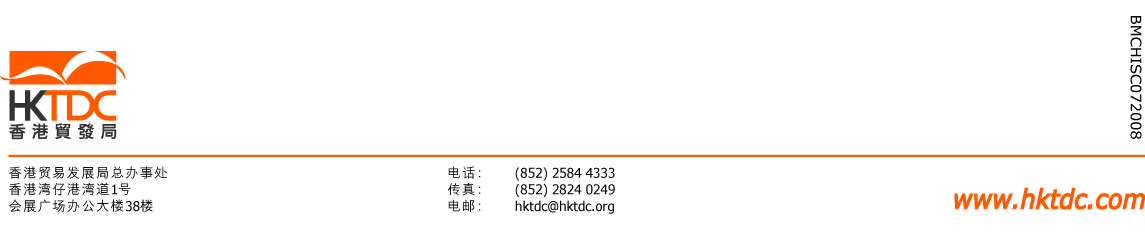 BMCHISC072008
HKTDC
香港貿發局
香港贸易发展局总办事处
香港湾仔港湾道1号
会展广场办公大楼38楼
电话： (852) 2584 4333
传真： (852) 2824 0249
电邮： hktdc@hktdc.org
www.hktdc.com